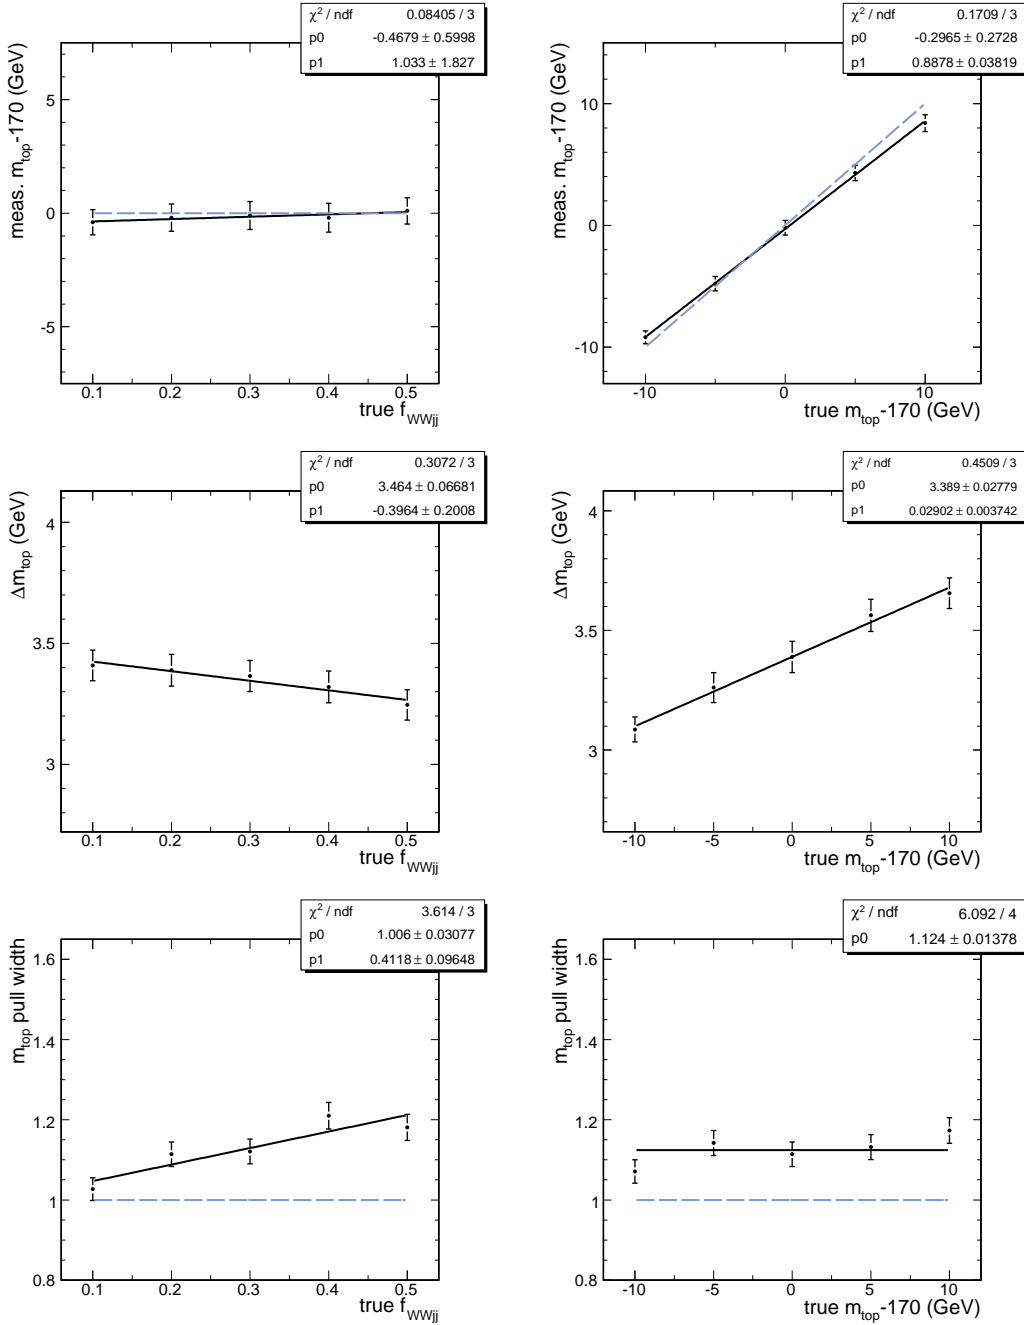 χ² / ndf 0.08405 / 3
p0 -0.4679 ± 0.5998
p1 1.033 ± 1.827
meas. m_top-170 (GeV)
5
0
-5
0.1 0.2 0.3 0.4 0.5
true f_WWjj
χ² / ndf 0.1709 / 3
p0 -0.2965 ± 0.2728
p1 0.8878 ± 0.03819
meas. m_top-170 (GeV)
10
0
-10
-10 0 10
true m_top-170 (GeV)
χ² / ndf 0.3072 / 3
p0 3.464 ± 0.06681
p1 -0.3964 ± 0.2008
Δm_top (GeV)
4
3.5
3
0.1 0.2 0.3 0.4 0.5
true f_WWjj
χ² / ndf 0.4509 / 3
p0 3.389 ± 0.02779
p1 0.02902 ± 0.003742
Δm_top (GeV)
4
3.5
3
-10 -5 0 5 10
true m_top-170 (GeV)
χ² / ndf 3.614 / 3
p0 1.006 ± 0.03077
p1 0.4118 ± 0.09648
m_top pull width
1.6
1.4
1.2
1
0.8
0.1 0.2 0.3 0.4 0.5
true f_WWjj
χ² / ndf 6.092 / 4
p0 1.124 ± 0.01378
m_top pull width
1.6
1.4
1.2
1
0.8
-10 -5 0 5 10
true m_top-170 (GeV)